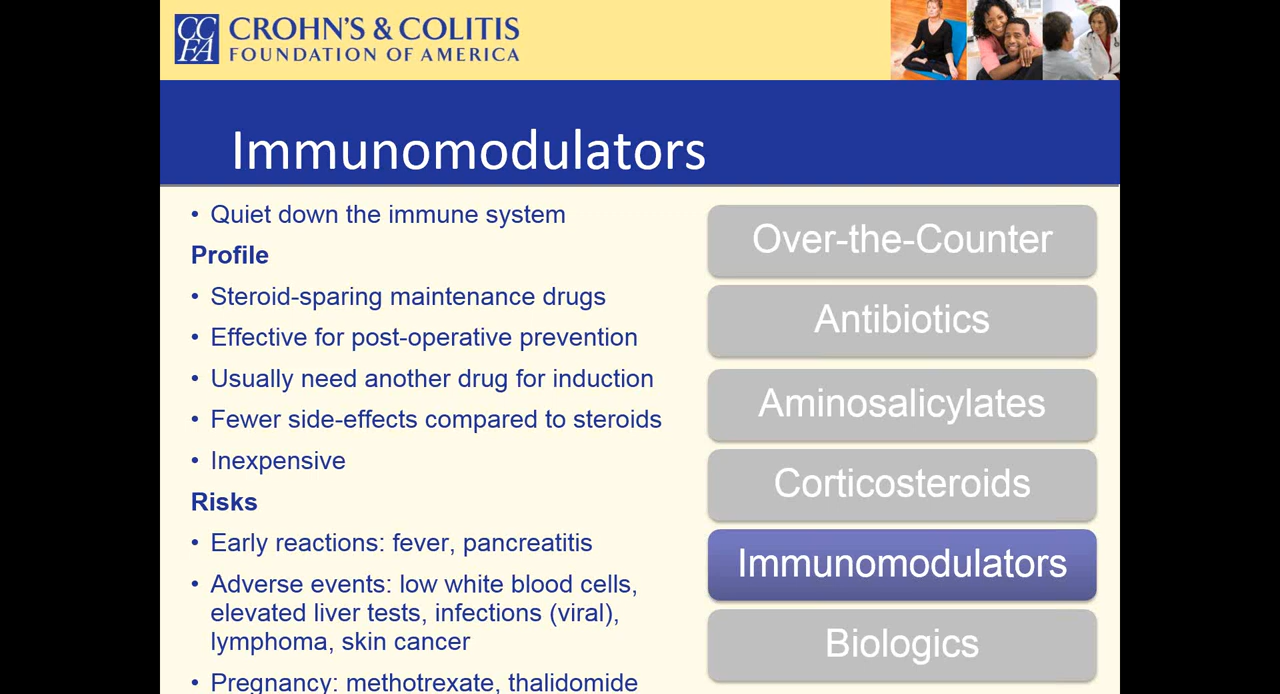 CCFA
CROHN'S & COLITIS
FOUNDATION OF AMERICA
Immunomodulators
• Quiet down the immune system
Profile
• Steroid-sparing maintenance drugs
• Effective for post-operative prevention
• Usually need another drug for induction
• Fewer side-effects compared to steroids
• Inexpensive
Risks
• Early reactions: fever, pancreatitis
• Adverse events: low white blood cells,
elevated liver tests, infections (viral),
lymphoma, skin cancer
• Pregnancy: methotrexate, thalidomide
Over-the-Counter
Antibiotics
Aminosalicylates
Corticosteroids
Immunomodulators
Biologics